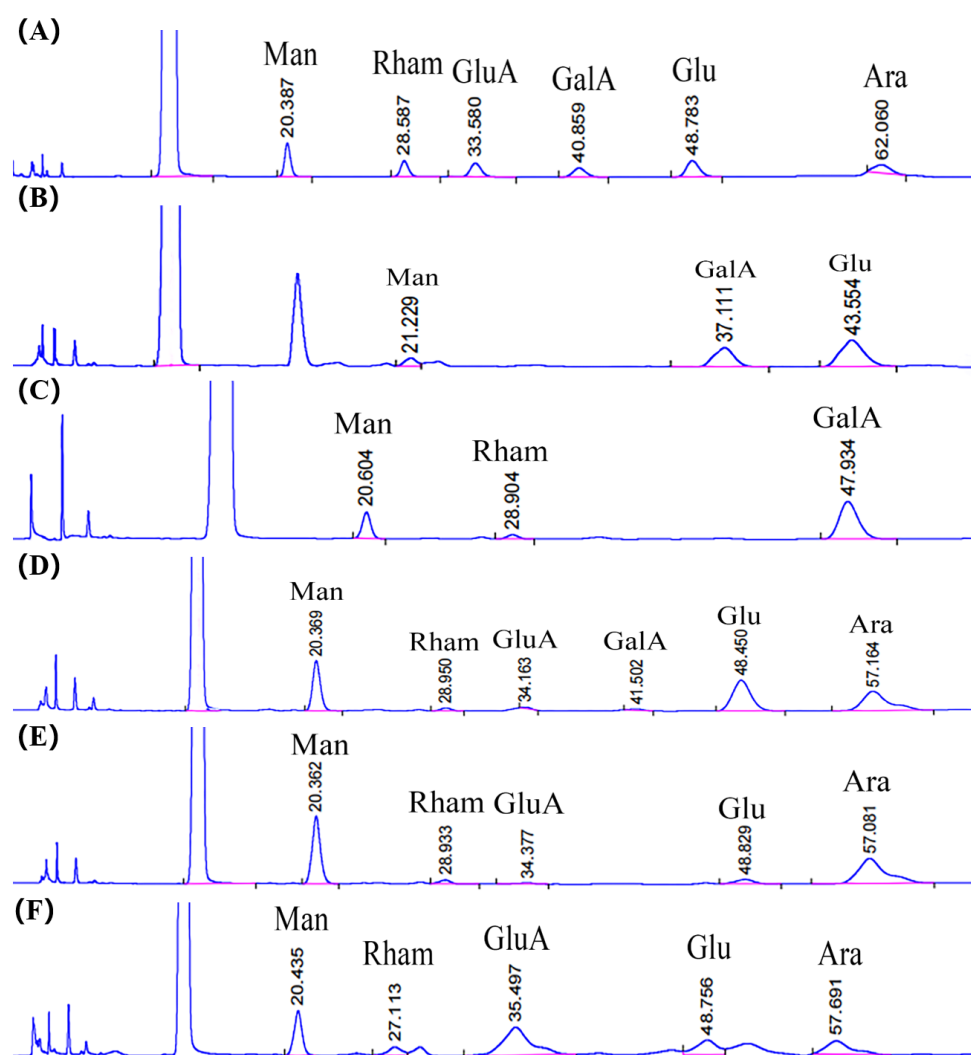 (A)
Man
20.387
Rham
28.587
GluA
33.580
GalA
40.859
Glu
48.783
Ara
62.060
(B)
Man
21.229
GalA
37.111
Glu
43.554
(C)
Man
20.604
Rham
28.904
GalA
47.934
(D)
Man
20.369
Rham
28.950
GluA
34.163
GalA
41.502
Glu
48.450
Ara
57.164
(E)
Man
20.362
Rham
28.933
GluA
34.377
Glu
48.829
Ara
57.081
(F)
Man
20.435
Rham
27.113
GluA
35.497
Glu
48.756
Ara
57.691